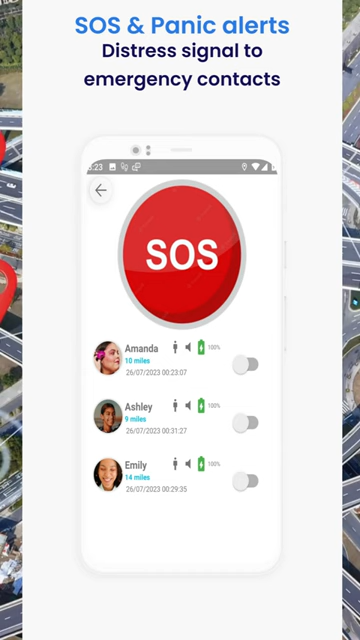 SOS & Panic alerts
Distress signal to
emergency contacts
3:23
SOS
Amanda 100%
10 miles
26/07/2023 00:23:07
Ashley 100%
9 miles
26/07/2023 00:31:27
Emily 100%
14 miles
26/07/2023 00:29:35